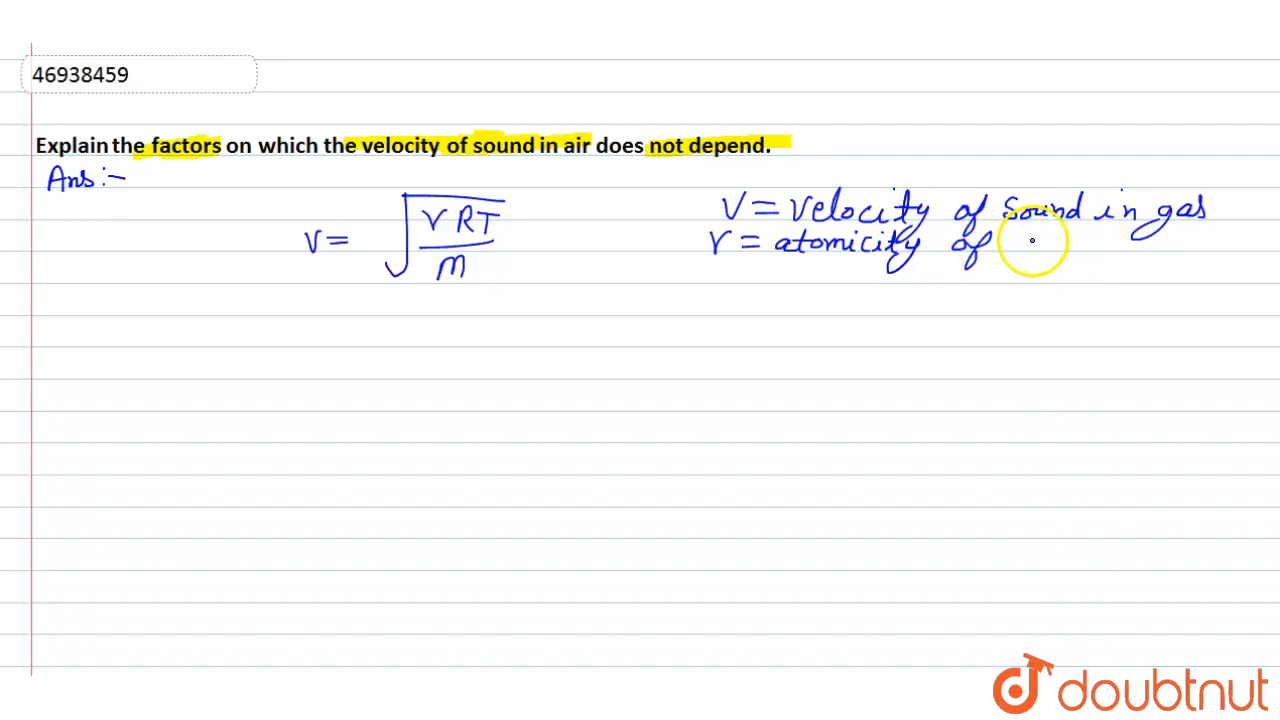 46938459
Explain the factors on which the velocity of sound in air does not depend.
Ans :-
v = √(γRT/m)
V = Velocity of Sound in gas
γ = atomicity of
doubtnut